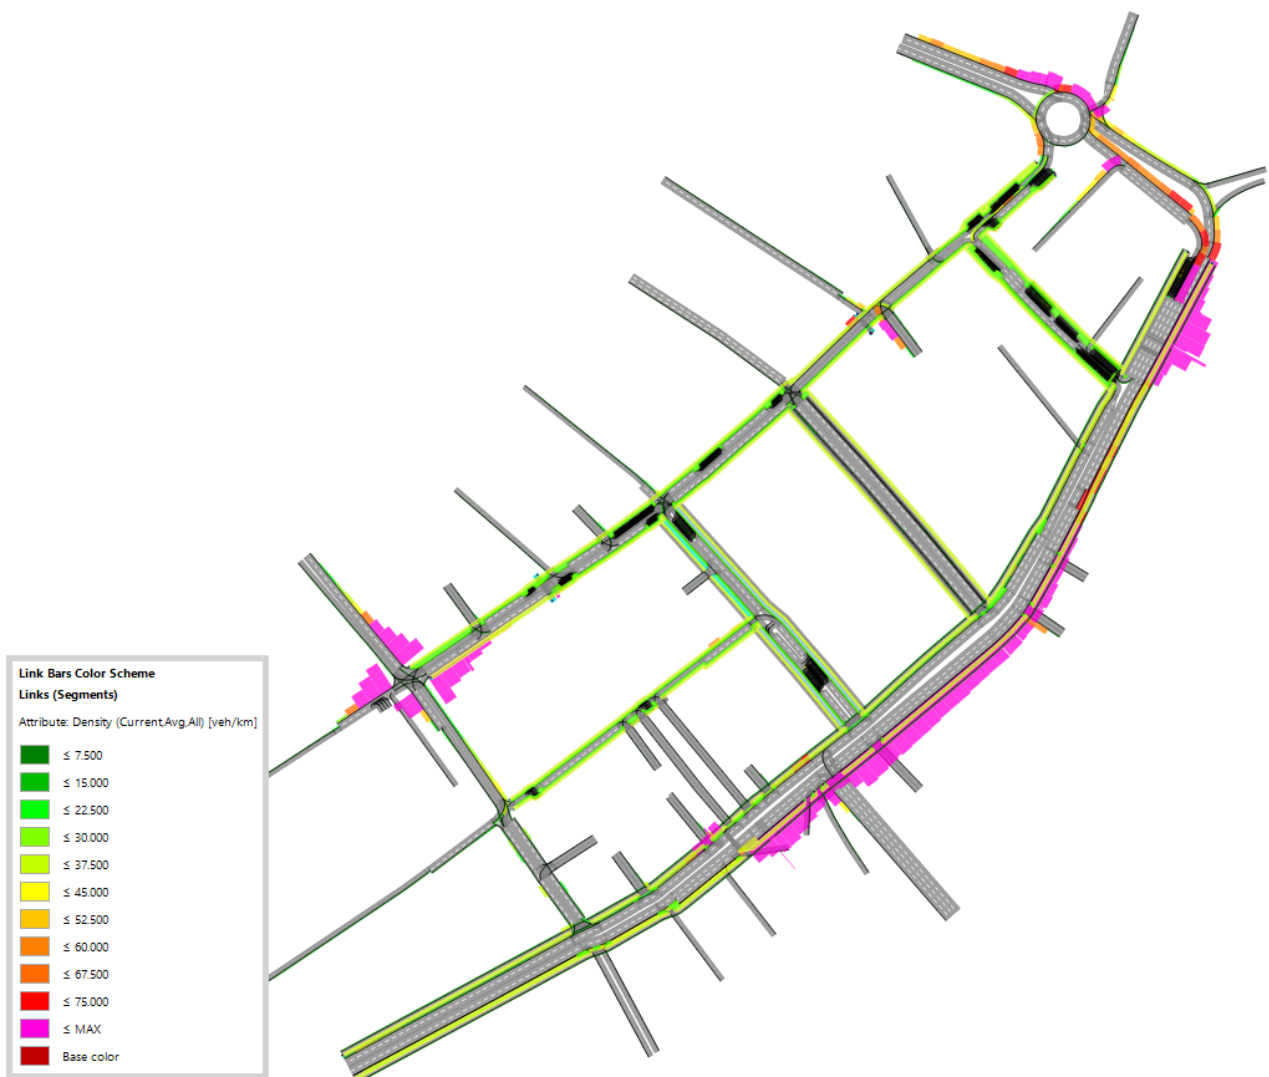 Link Bars Color Scheme
Links (Segments)
Attribute: Density (Current,Avg,All) [veh/km]
≤ 7.500
≤ 15.000
≤ 22.500
≤ 30.000
≤ 37.500
≤ 45.000
≤ 52.500
≤ 60.000
≤ 67.500
≤ 75.000
≤ MAX
Base color